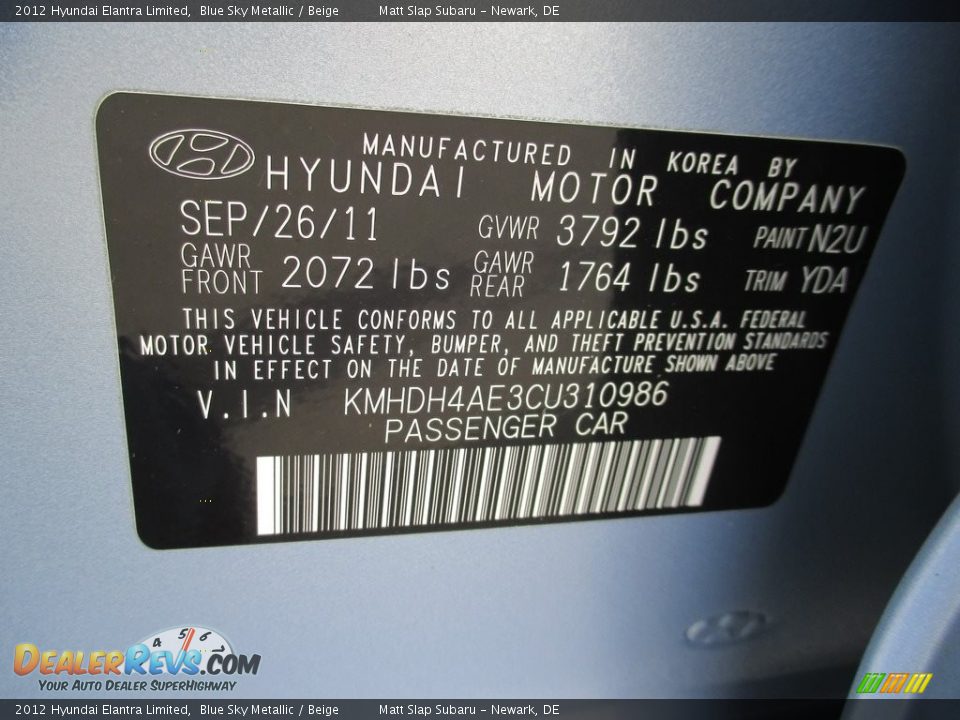 2012 Hyundai Elantra Limited, Blue Sky Metallic / Beige Matt Slap Subaru - Newark, DE
MANUFACTURED IN KOREA BY
HYUNDAI MOTOR COMPANY
SEP/26/11 GVWR 3792 lbs PAINT N2U
GAWR FRONT 2072 lbs GAWR REAR 1764 lbs TRIM YDA
THIS VEHICLE CONFORMS TO ALL APPLICABLE U.S.A. FEDERAL
MOTOR VEHICLE SAFETY, BUMPER, AND THEFT PREVENTION STANDARDS
IN EFFECT ON THE DATE OF MANUFACTURE SHOWN ABOVE
V.I.N KMHDH4AE3CU310986
PASSENGER CAR
4 5 6
DEALERREVS.COM
YOUR AUTO DEALER SUPERHIGHWAY
2012 Hyundai Elantra Limited, Blue Sky Metallic / Beige Matt Slap Subaru - Newark, DE